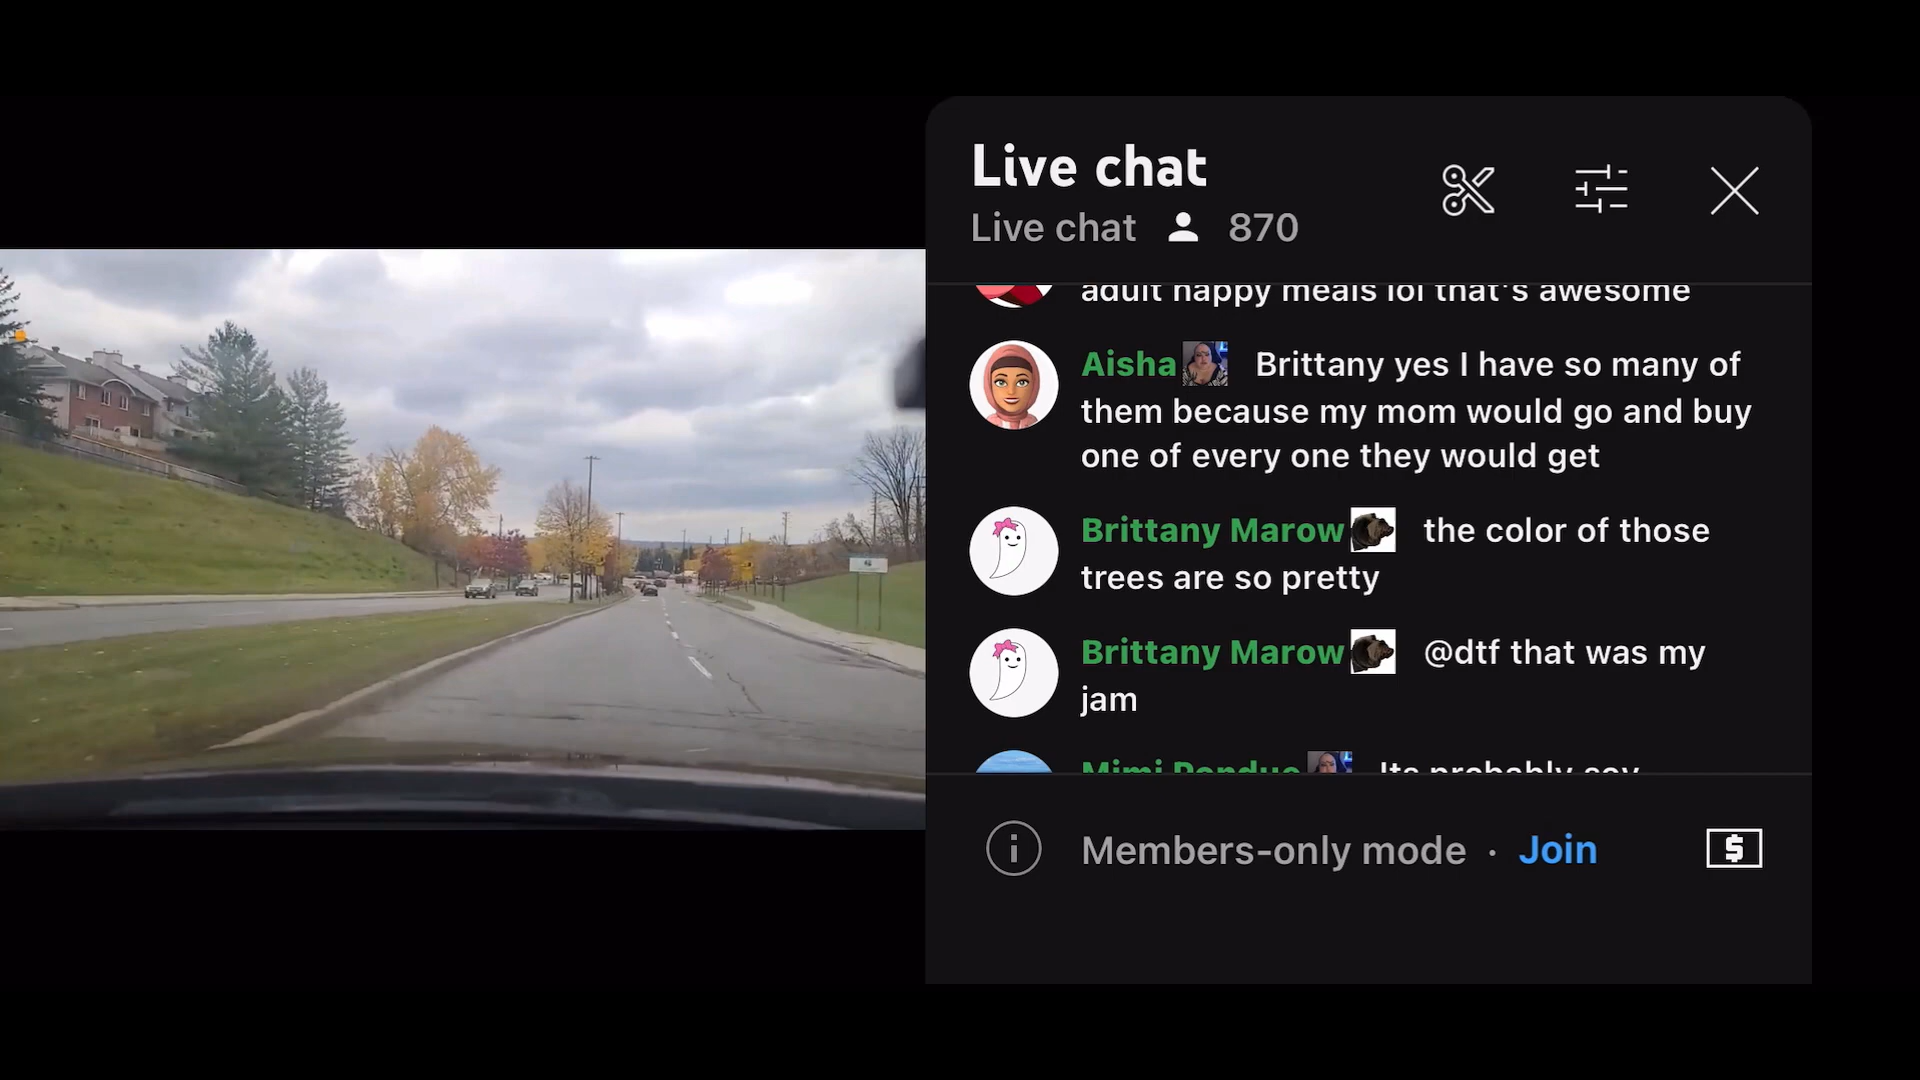 Live chat
Live chat 870
adult happy meals lol that's awesome
Aisha Brittany yes I have so many of
them because my mom would go and buy
one of every one they would get
Brittany Marow the color of those
trees are so pretty
Brittany Marow @dtf that was my
jam
Mimi Its probably
Members-only mode · Join
$